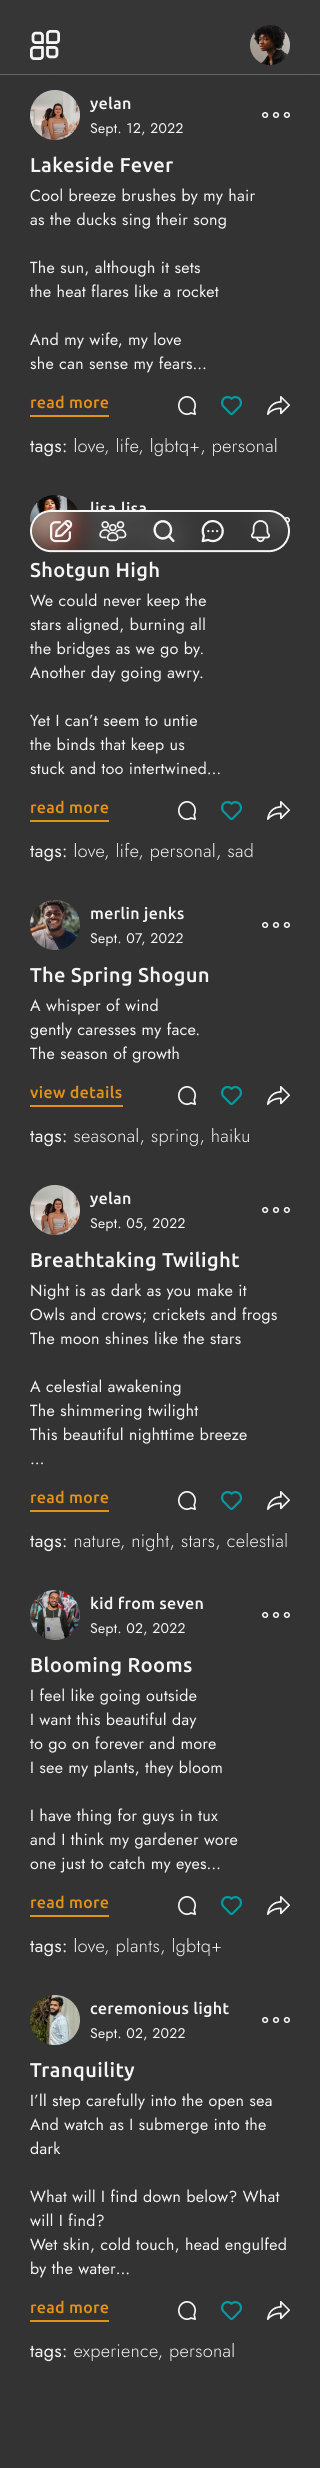 yelan
Sept. 12, 2022
Lakeside Fever
Cool breeze brushes by my hair
as the ducks sing their song
The sun, although it sets
the heat flares like a rocket
And my wife, my love
she can sense my fears...
read more
tags: love, life, lgbtq+, personal
lisa lisa
Shotgun High
We could never keep the
stars aligned, burning all
the bridges as we go by.
Another day going awry.
Yet I can’t seem to untie
the binds that keep us
stuck and too intertwined...
read more
tags: love, life, personal, sad
merlin jenks
Sept. 07, 2022
The Spring Shogun
A whisper of wind
gently caresses my face.
The season of growth
view details
tags: seasonal, spring, haiku
yelan
Sept. 05, 2022
Breathtaking Twilight
Night is as dark as you make it
Owls and crows; crickets and frogs
The moon shines like the stars
A celestial awakening
The shimmering twilight
This beautiful nighttime breeze
...
read more
tags: nature, night, stars, celestial
kid from seven
Sept. 02, 2022
Blooming Rooms
I feel like going outside
I want this beautiful day
to go on forever and more
I see my plants, they bloom
I have thing for guys in tux
and I think my gardener wore
one just to catch my eyes...
read more
tags: love, plants, lgbtq+
ceremonious light
Sept. 02, 2022
Tranquility
I’ll step carefully into the open sea
And watch as I submerge into the
dark
What will I find down below? What
will I find?
Wet skin, cold touch, head engulfed
by the water...
read more
tags: experience, personal